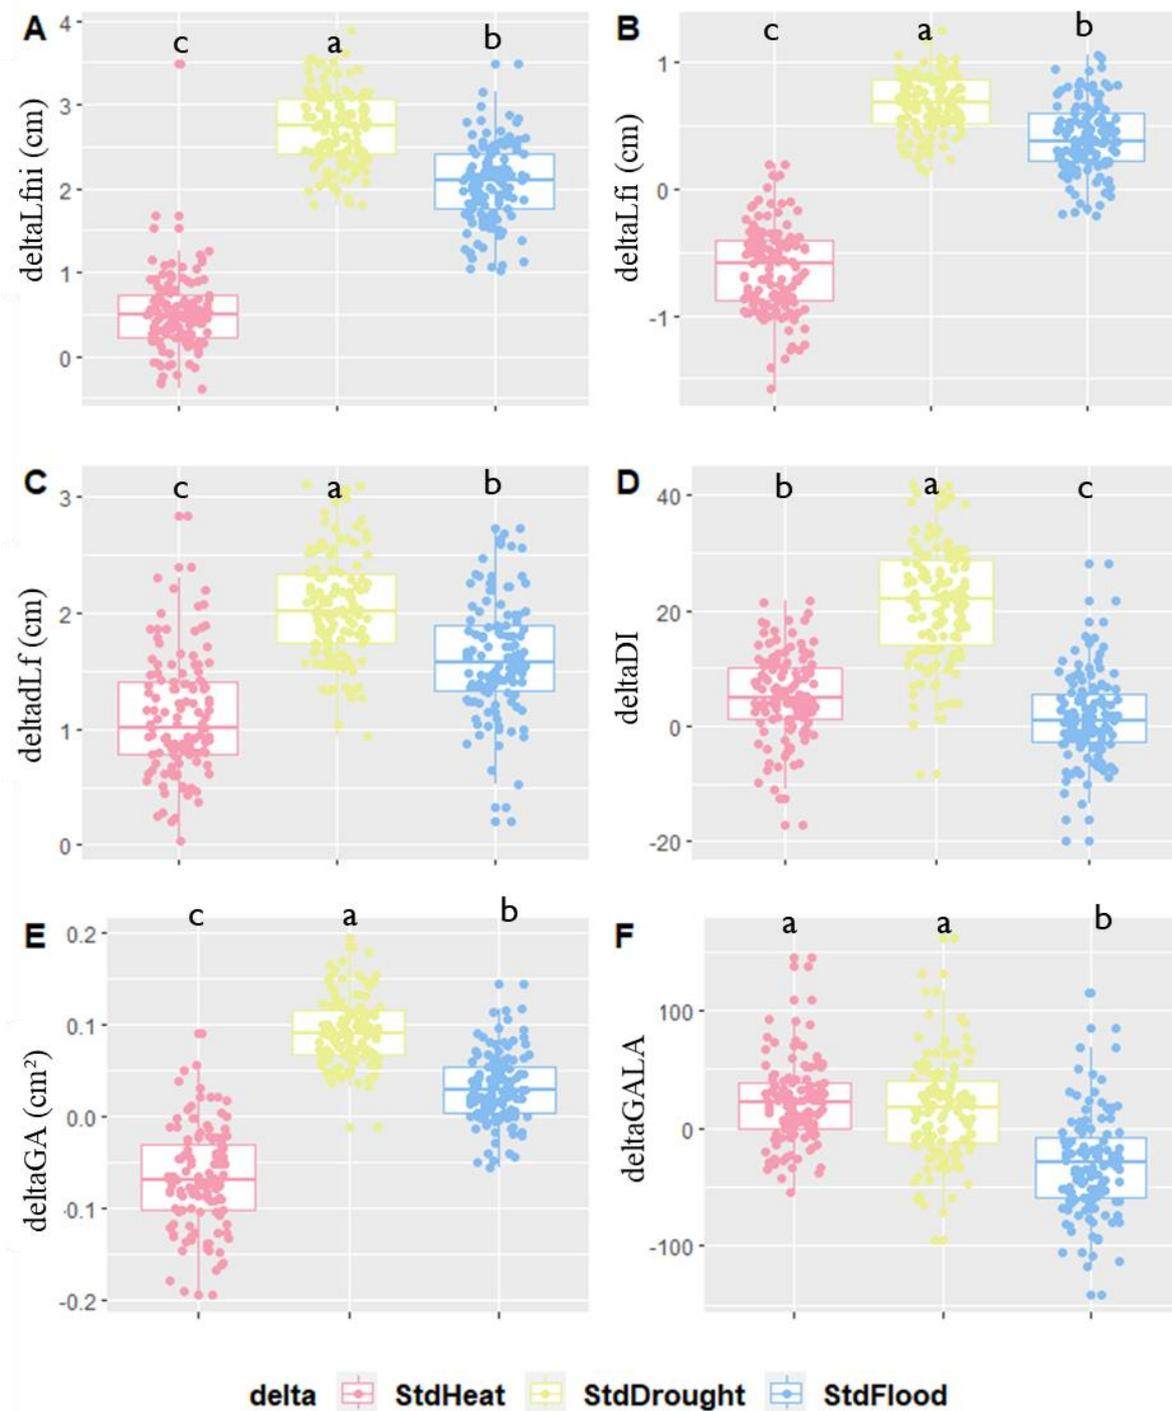 A
c
a
b
4
3
2
1
0
deltaLfni (cm)
B
c
a
b
1
0
-1
deltaLfi (cm)
C
c
a
b
3
2
1
0
deltadLf (cm)
D
b
a
c
40
20
0
-20
deltaDI
E
c
a
b
0.2
0.1
0.0
-0.1
-0.2
deltaGA (cm²)
F
a
a
b
100
0
-100
deltaGALA
delta StdHeat StdDrought StdFlood